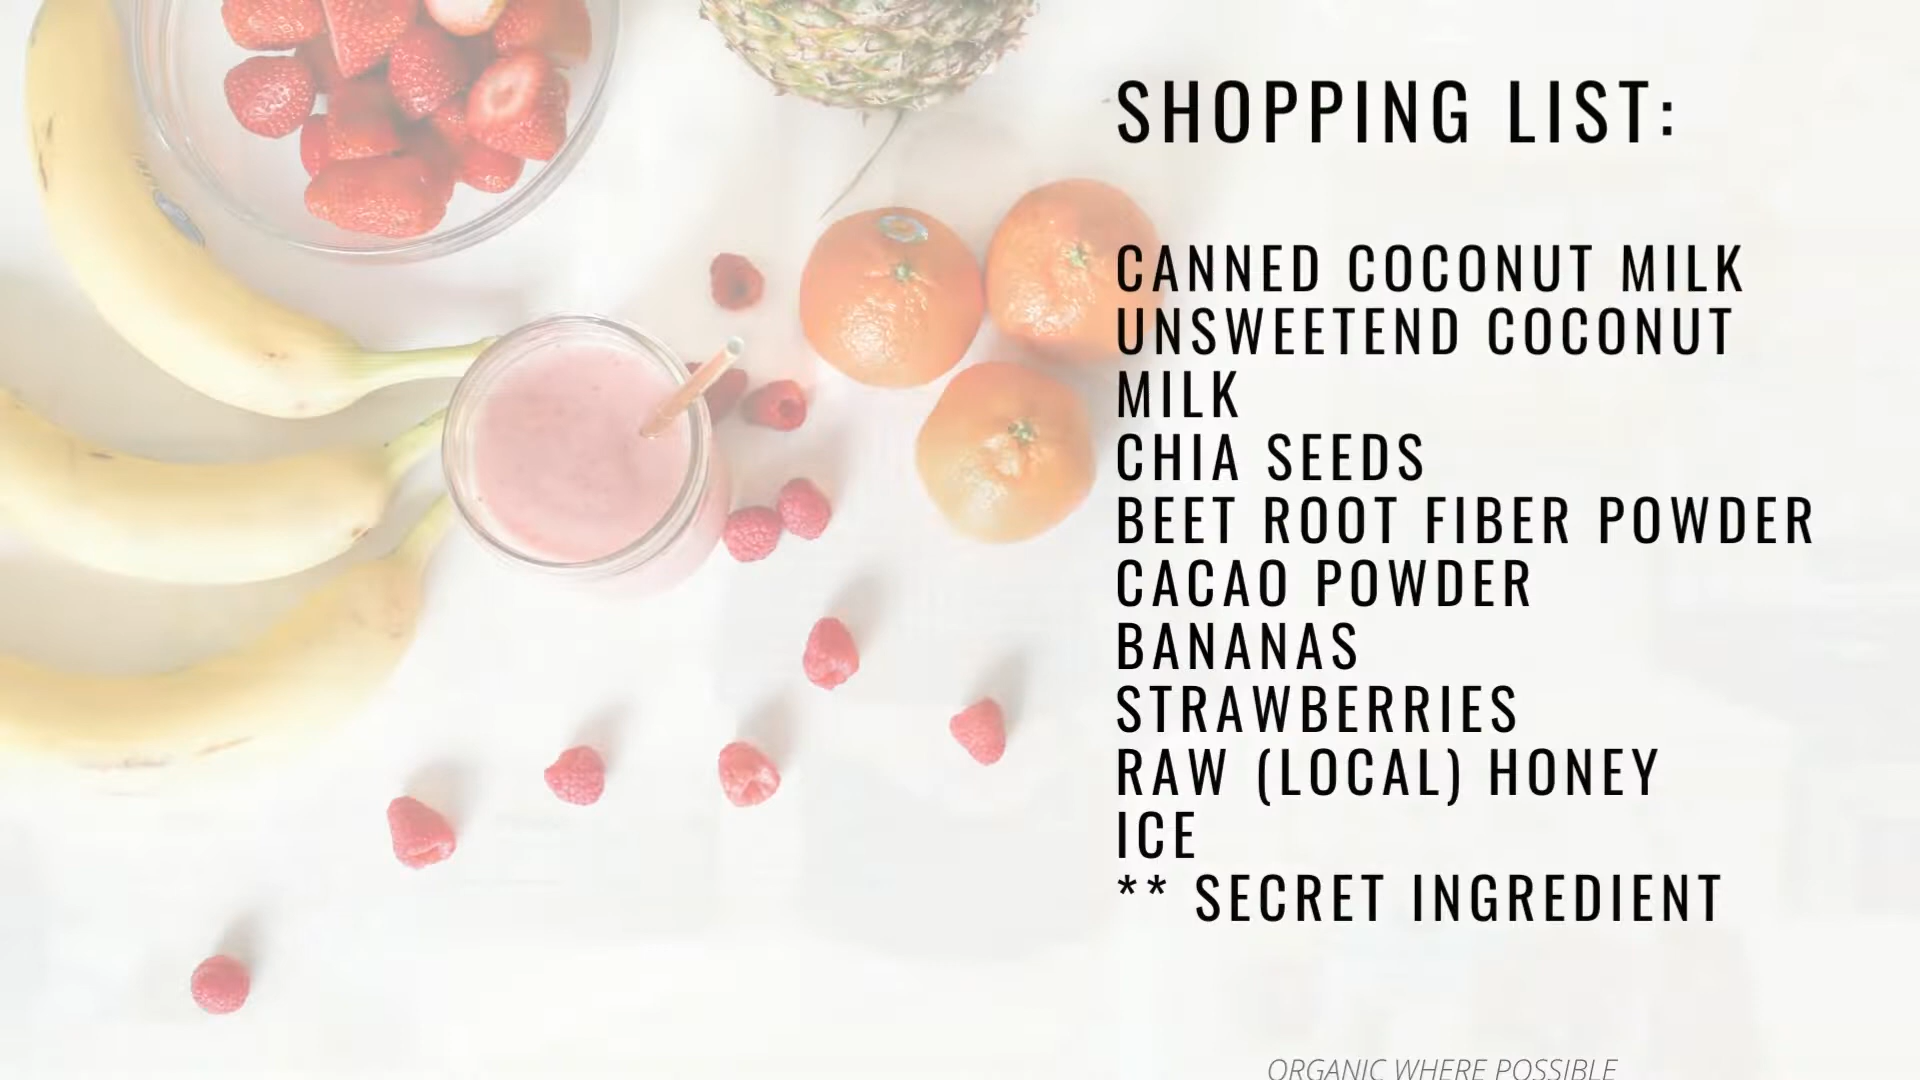 SHOPPING LIST:
CANNED COCONUT MILK
UNSWEETEND COCONUT
MILK
CHIA SEEDS
BEET ROOT FIBER POWDER
CACAO POWDER
BANANAS
STRAWBERRIES
RAW (LOCAL) HONEY
ICE
** SECRET INGREDIENT
ORGANIC WHERE POSSIBLE